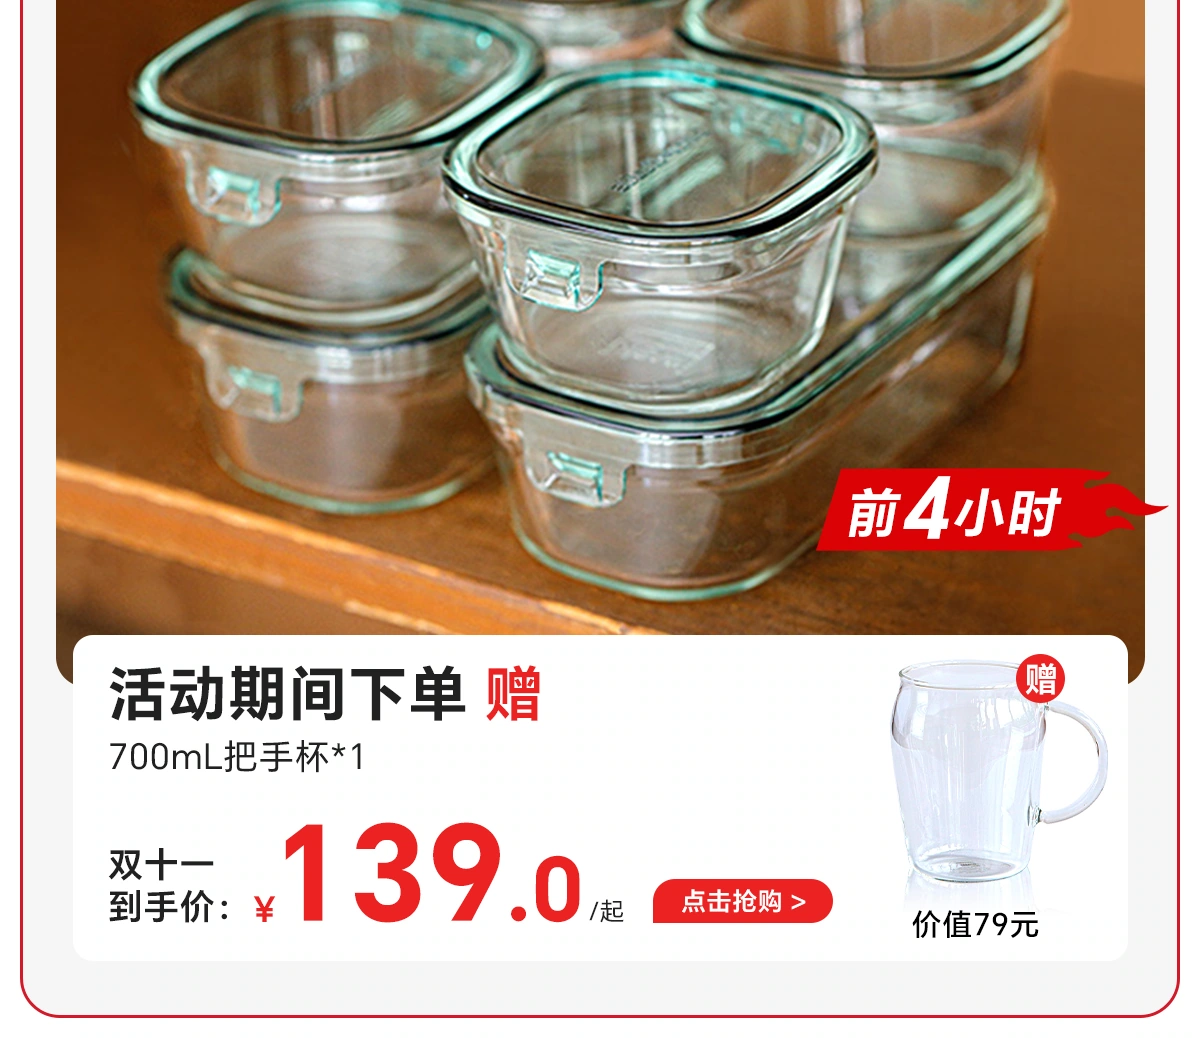 前4小时
活动期间下单 赠
700mL把手杯*1
赠
双十一
到手价：¥139.0/起
点击抢购 >
价值79元